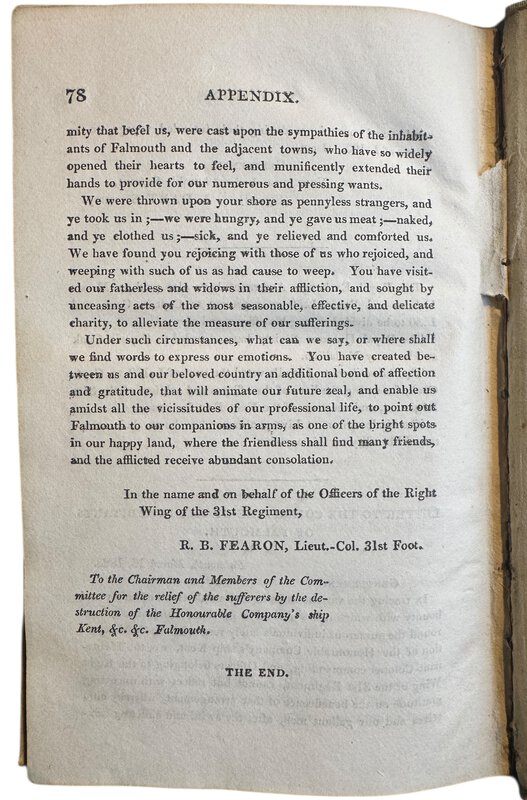 78 APPENDIX.
mity that befel us, were cast upon the sympathies of the inhabit-
ants of Falmouth and the adjacent towns, who have so widely
opened their hearts to feel, and munificently extended their
hands to provide for our numerous and pressing wants.
We were thrown upon your shore as pennyless strangers, and
ye took us in ;—we were hungry, and ye gave us meat ;—naked,
and ye clothed us ;—sick, and ye relieved and comforted us.
We have found you rejoicing with those of us who rejoiced, and
weeping with such of us as had cause to weep. You have visit-
ed our fatherless and widows in their affliction, and sought by
unceasing acts of the most seasonable, effective, and delicate
charity, to alleviate the measure of our sufferings.
Under such circumstances, what can we say, or where shall
we find words to express our emotions. You have created be-
tween us and our beloved country an additional bond of affection
and gratitude, that will animate our future zeal, and enable us
amidst all the vicissitudes of our professional life, to point out
Falmouth to our companions in arms, as one of the bright spots
in our happy land, where the friendless shall find many friends,
and the afflicted receive abundant consolation.
In the name and on behalf of the Officers of the Right
Wing of the 31st Regiment,
R. B. FEARON, Lieut.-Col. 31st Foot.
To the Chairman and Members of the Com-
mittee for the relief of the sufferers by the de-
struction of the Honourable Company's ship
Kent, &c. &c. Falmouth.
THE END.